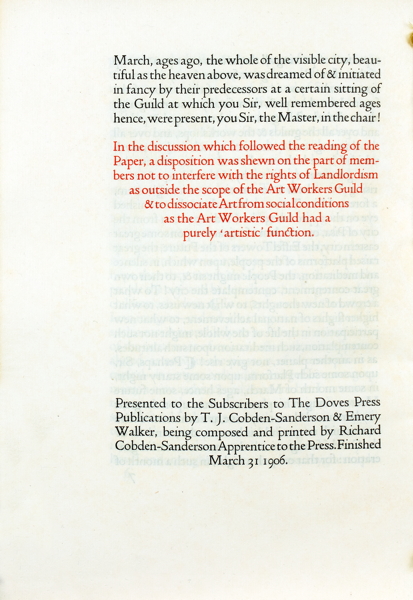 March, ages ago, the whole of the visible city, beau-
tiful as the heaven above, was dreamed of & initiated
in fancy by their predecessors at a certain sitting of
the Guild at which you Sir, well remembered ages
hence, were present, you Sir, the Master, in the chair!
In the discussion which followed the reading of the
Paper, a disposition was shewn on the part of mem-
bers not to interfere with the rights of Landlordism
as outside the scope of the Art Workers Guild
& to dissociate Art from social conditions
as the Art Workers Guild had a
purely 'artistic' function.
Presented to the Subscribers to The Doves Press
Publications by T. J. Cobden-Sanderson & Emery
Walker, being composed and printed by Richard
Cobden-Sanderson Apprentice to the Press. Finished
March 31 1906.